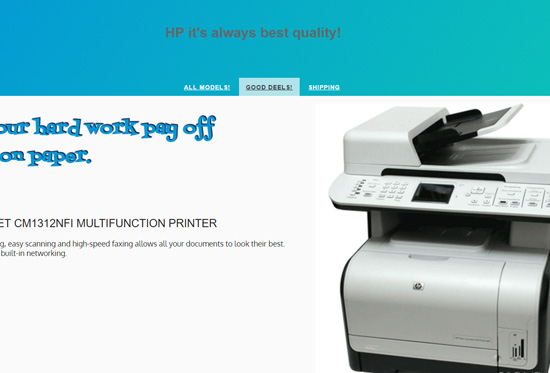 HP it's always best quality!
ALL MODELS! GOOD DEELS! SHIPPING
our hard work pay off
on paper.
ET CM1312NFI MULTIFUNCTION PRINTER
g, easy scanning and high-speed faxing allows all your documents to look their best.
built-in networking.
hp